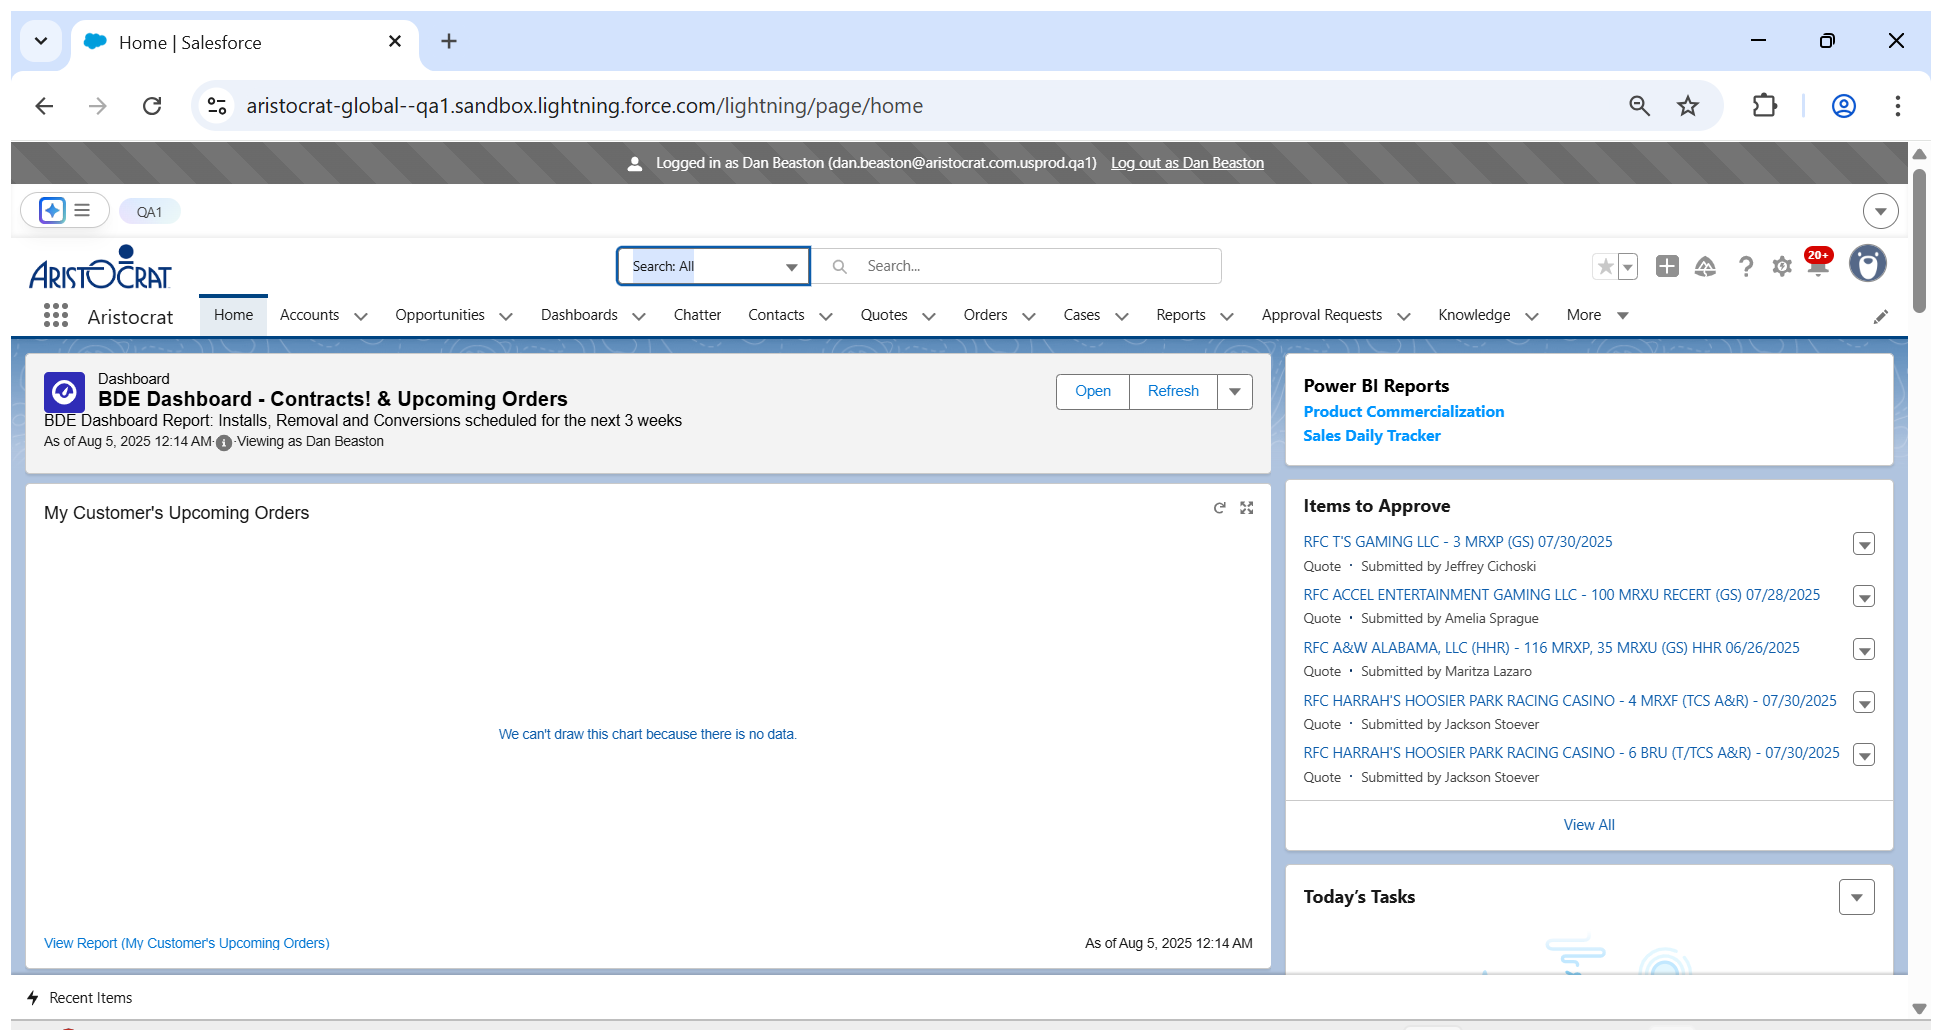 Home | Salesforce
aristocrat-global--qa1.sandbox.lightning.force.com/lightning/page/home
Logged in as Dan Beaston (dan.beaston@aristocrat.com.usprod.qa1) Log out as Dan Beaston
QA1
ARISTOCRAT
Search: All
Search...
20+
Aristocrat
Home
Accounts
Opportunities
Dashboards
Chatter
Contacts
Quotes
Orders
Cases
Reports
Approval Requests
Knowledge
More
Dashboard
BDE Dashboard - Contracts! & Upcoming Orders
BDE Dashboard Report: Installs, Removal and Conversions scheduled for the next 3 weeks
As of Aug 5, 2025 12:14 AM·Viewing as Dan Beaston
Open
Refresh
My Customer's Upcoming Orders
We can't draw this chart because there is no data.
View Report (My Customer's Upcoming Orders)
As of Aug 5, 2025 12:14 AM
Power BI Reports
Product Commercialization
Sales Daily Tracker
Items to Approve
RFC T'S GAMING LLC - 3 MRXP (GS) 07/30/2025
Quote • Submitted by Jeffrey Cichoski
RFC ACCEL ENTERTAINMENT GAMING LLC - 100 MRXU RECERT (GS) 07/28/2025
Quote • Submitted by Amelia Sprague
RFC A&W ALABAMA, LLC (HHR) - 116 MRXP, 35 MRXU (GS) HHR 06/26/2025
Quote • Submitted by Maritza Lazaro
RFC HARRAH'S HOOSIER PARK RACING CASINO - 4 MRXF (TCS A&R) - 07/30/2025
Quote • Submitted by Jackson Stoever
RFC HARRAH'S HOOSIER PARK RACING CASINO - 6 BRU (T/TCS A&R) - 07/30/2025
Quote • Submitted by Jackson Stoever
View All
Today's Tasks
Recent Items